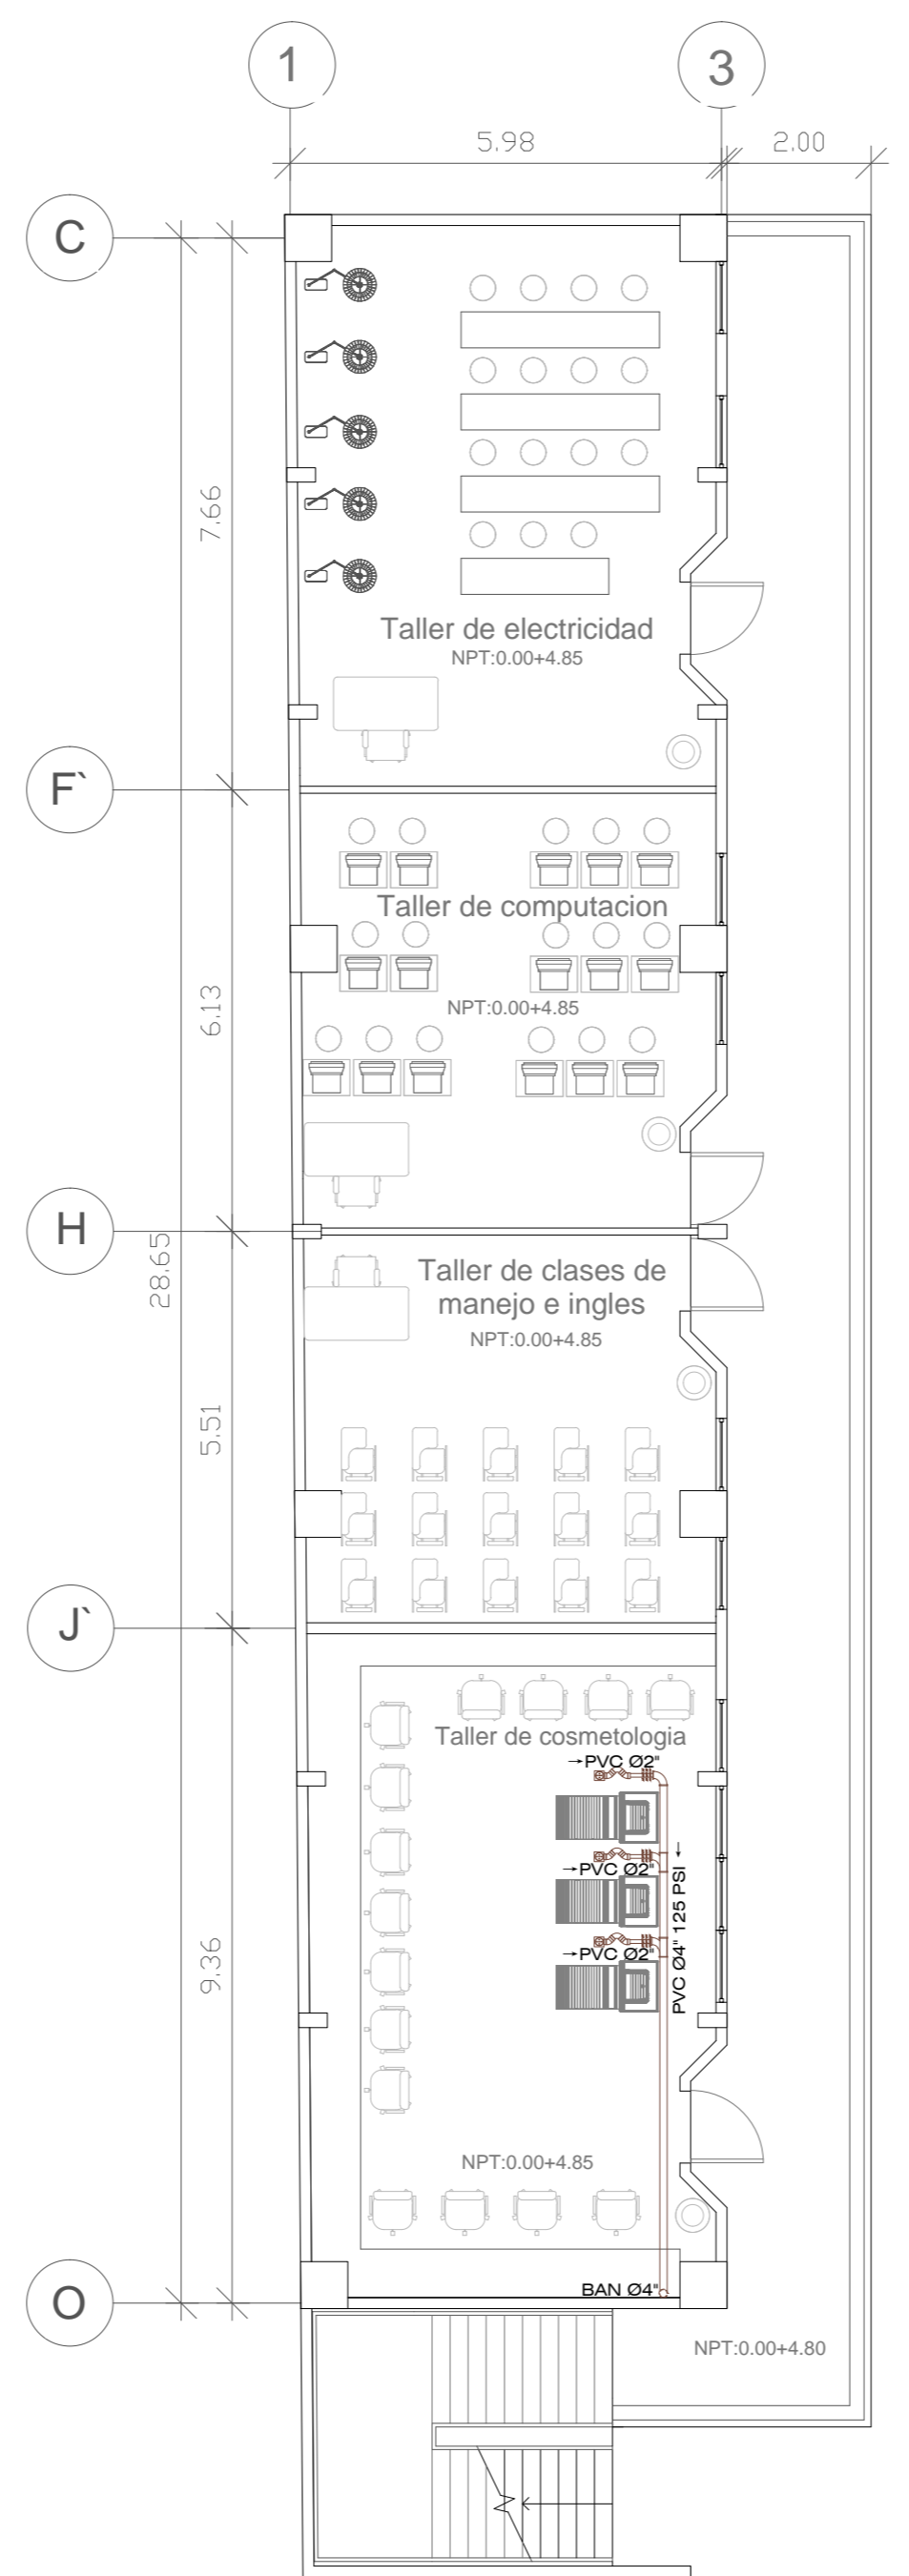 1
3
5.98
2.00
C
7.66
Taller de electricidad
NPT:0.00+4.85
F`
Taller de computacion
6.13
NPT:0.00+4.85
H
28.65
Taller de clases de
manejo e ingles
NPT:0.00+4.85
5.51
J`
Taller de cosmetologia
→PVC Ø2"
→PVC Ø2"
→PVC Ø2"
PVC Ø4" 125 PSI
9.36
NPT:0.00+4.85
O
BAN Ø4"
NPT:0.00+4.80